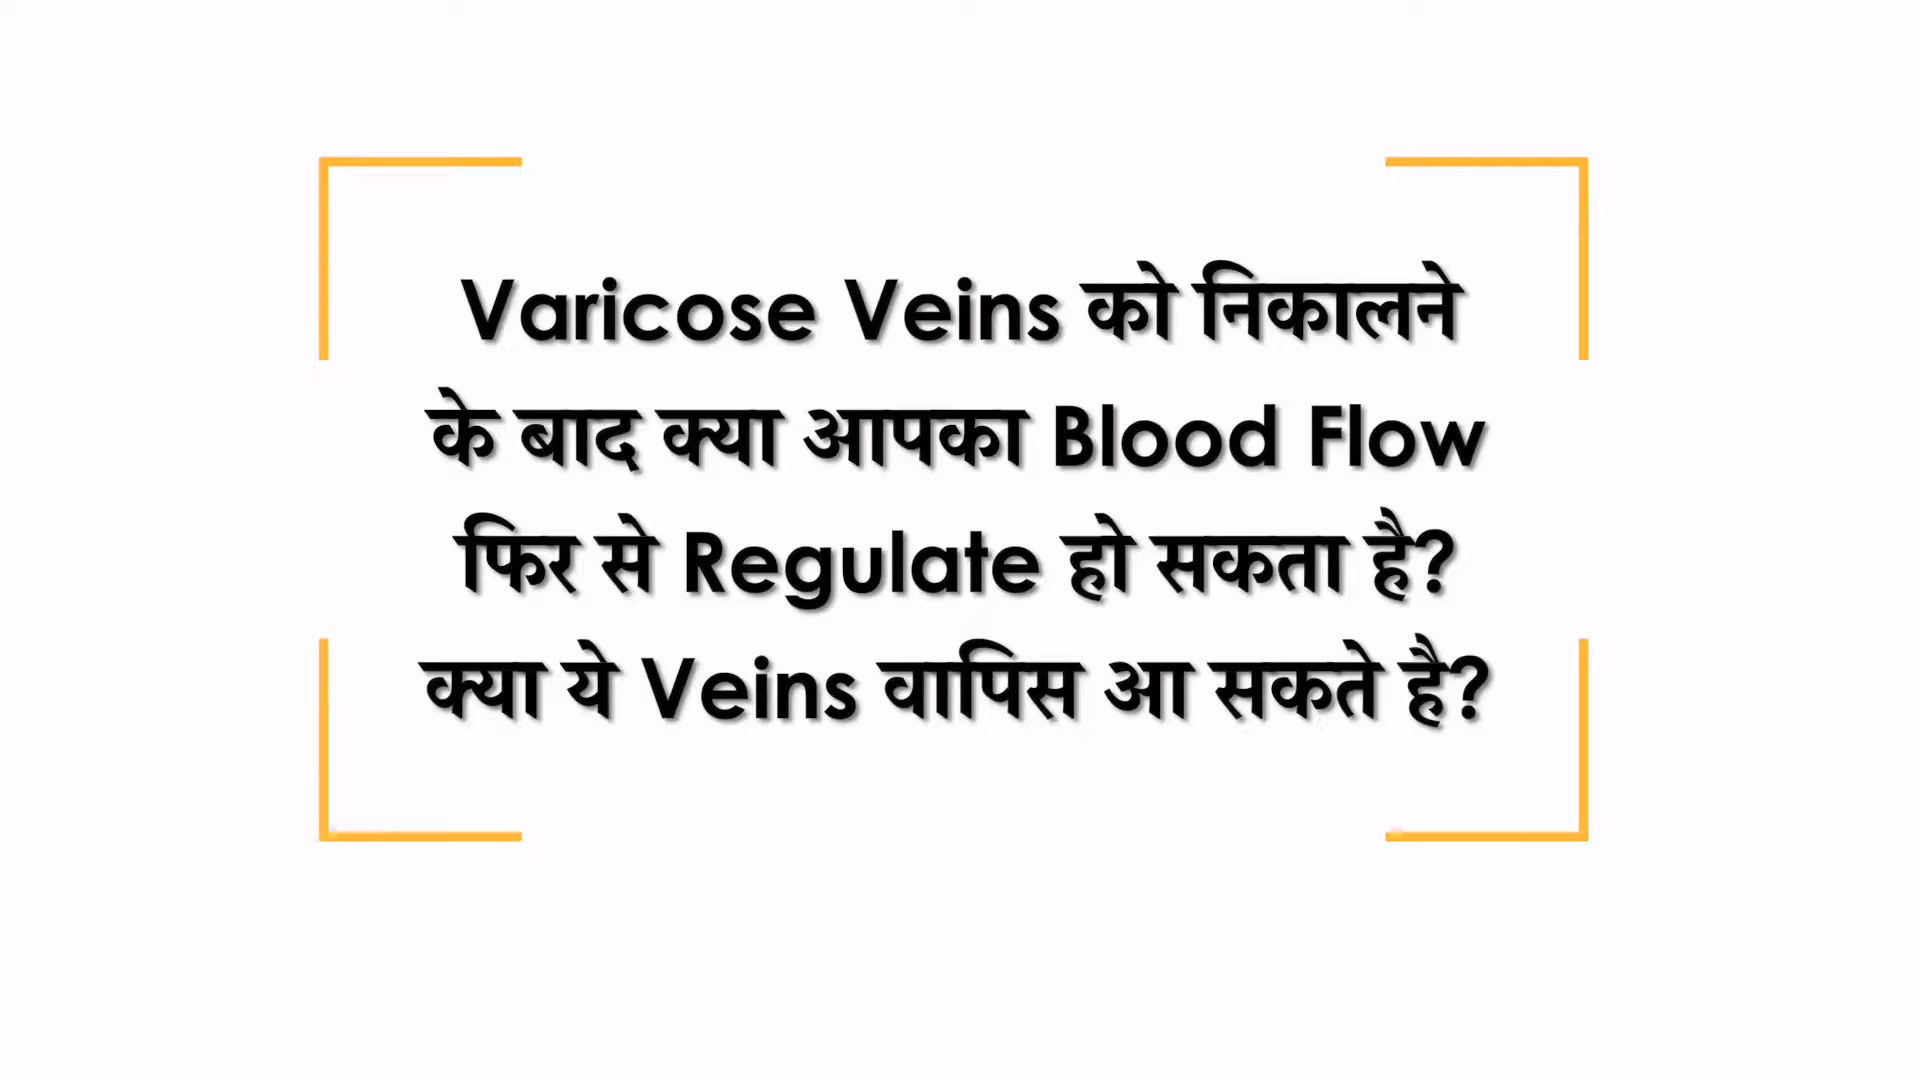 Varicose Veins को निकालने
के बाद क्या आपका Blood Flow
फिर से Regulate हो सकता है?
क्या ये Veins वापिस आ सकते है?